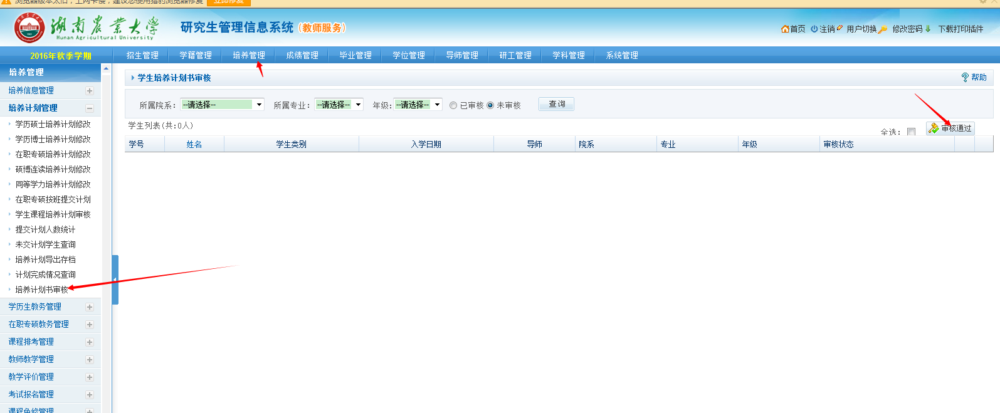 浏览器版本太旧，上网卡慢，建议您使用猎豹浏览器修复 立即修复
湖南農業大学
Hunan Agricultural University
研究生管理信息系统（教师服务）
首页 注销 用户切换 修改密码 下载打印插件
2016年秋季学期 招生管理 学籍管理 培养管理 成绩管理 毕业管理 学位管理 导师管理 研工管理 学科管理 系统管理
培养管理
培养信息管理
培养计划管理
学历硕士培养计划修改
学历博士培养计划修改
在职专硕培养计划修改
硕博连读培养计划修改
同等学力培养计划修改
在职专硕按班提交计划
学生课程培养计划审核
提交计划人数统计
未交计划学生查询
培养计划导出存档
计划完成情况查询
培养计划书审核
学历生教务管理
在职专硕教务管理
课程排考管理
教师教学管理
教学评价管理
考试报名管理
课程免修管理
学生培养计划书审核 帮助
所属院系： --请选择-- 所属专业： --请选择-- 年级: --请选择-- 已审核 未审核 查询
学生列表(共:0人) 全选： 审核通过
学号 姓名 学生类别 入学日期 导师 院系 专业 年级 审核状态